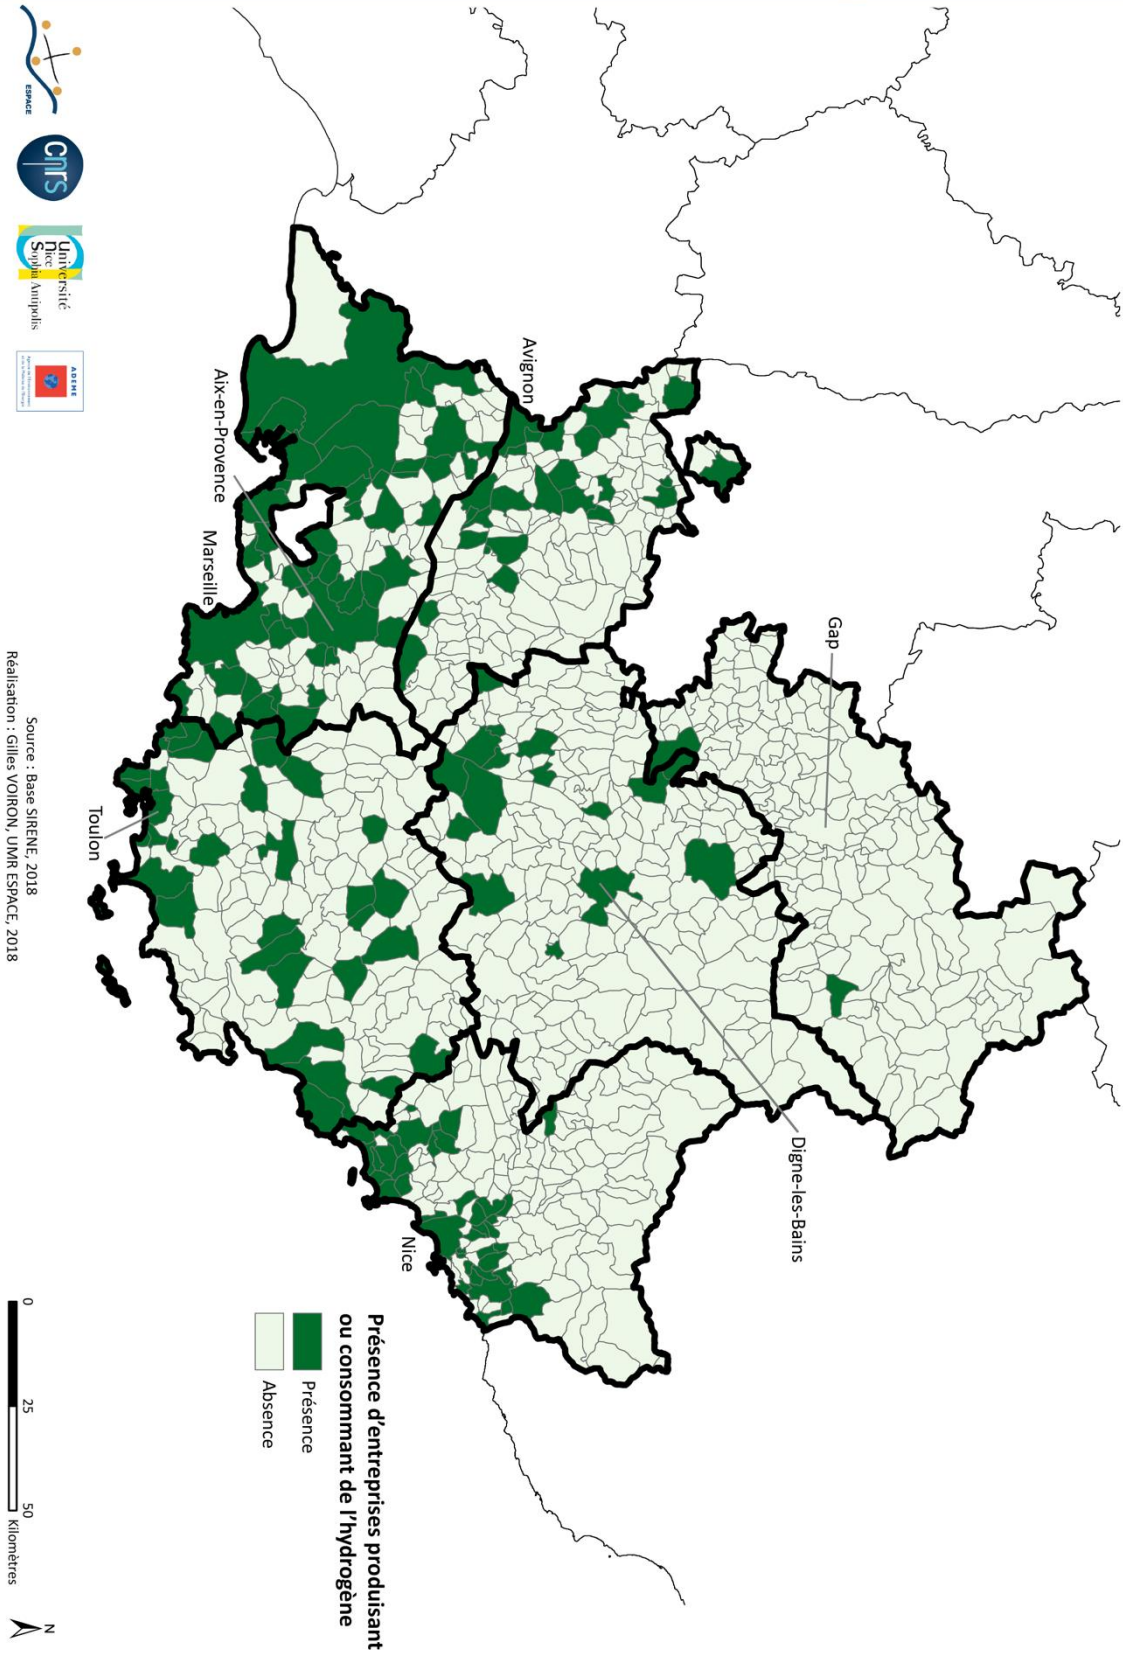 Gap
Avignon
Digne-les-Bains
Aix-en-Provence
Marseille
Nice
Toulon
Présence d'entreprises produisant
ou consommant de l'hydrogène
Présence
Absence
ESPACE
cnrs
Université
Nice
Sophia Antipolis
ADEME
Source : Base SIRENE, 2018
Réalisation : Gilles VOIRON, UMR ESPACE, 2018
0 25 50
Kilomètres
N